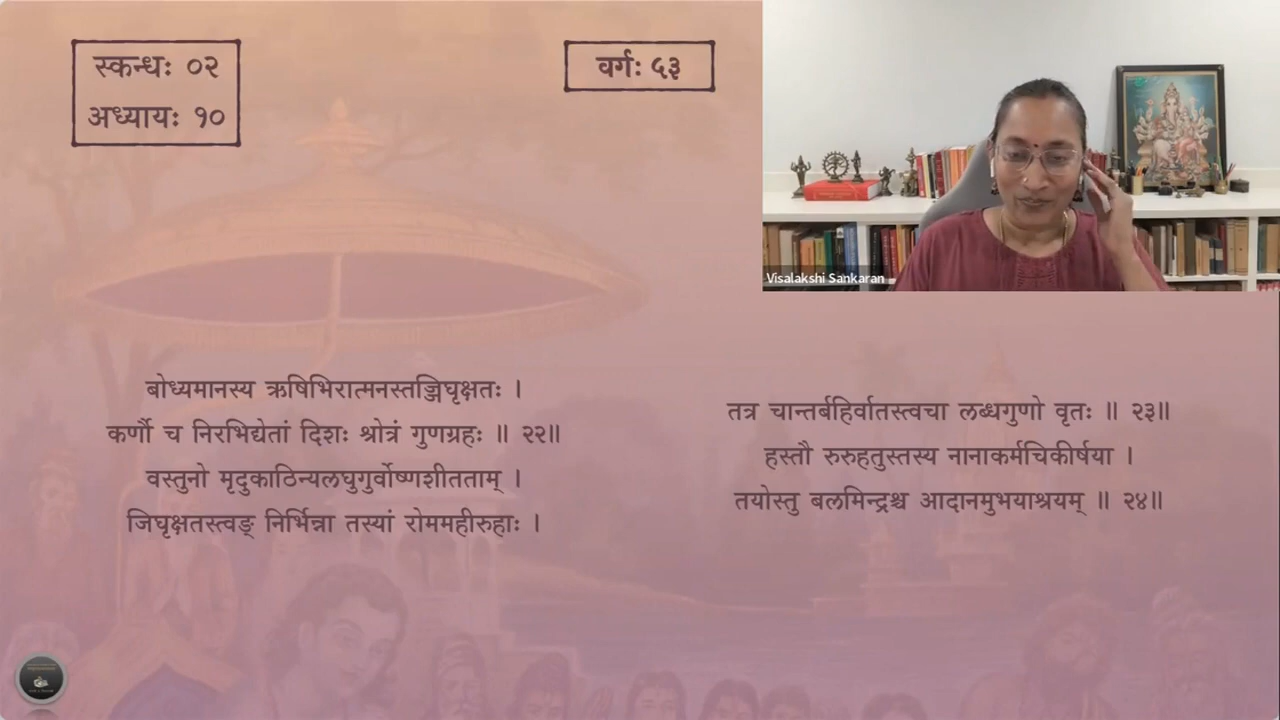 स्कन्धः ०२
अध्यायः १०
वर्गः ५३
Visalakshi Sankaran
बोध्यमानस्य ऋषिभिरात्मनस्तज्जिघृक्षतः ।
कर्णौ च निरभिद्येतां दिशः श्रोत्रं गुणग्रहः ॥ २२॥
वस्तुनो मृदुकाठिन्यलघुगुर्वोष्णशीतताम् ।
जिघृक्षतस्त्वङ् निर्भिन्ना तस्यां रोममहीरुहाः ।
तत्र चान्तर्बहिर्वातस्त्वचा लब्धगुणो वृतः ॥ २३॥
हस्तौ रुरुहतुस्तस्य नानाकर्मचिकीर्षया ।
तयोस्तु बलमिन्द्रश्च आदानमुभयाश्रयम् ॥ २४॥